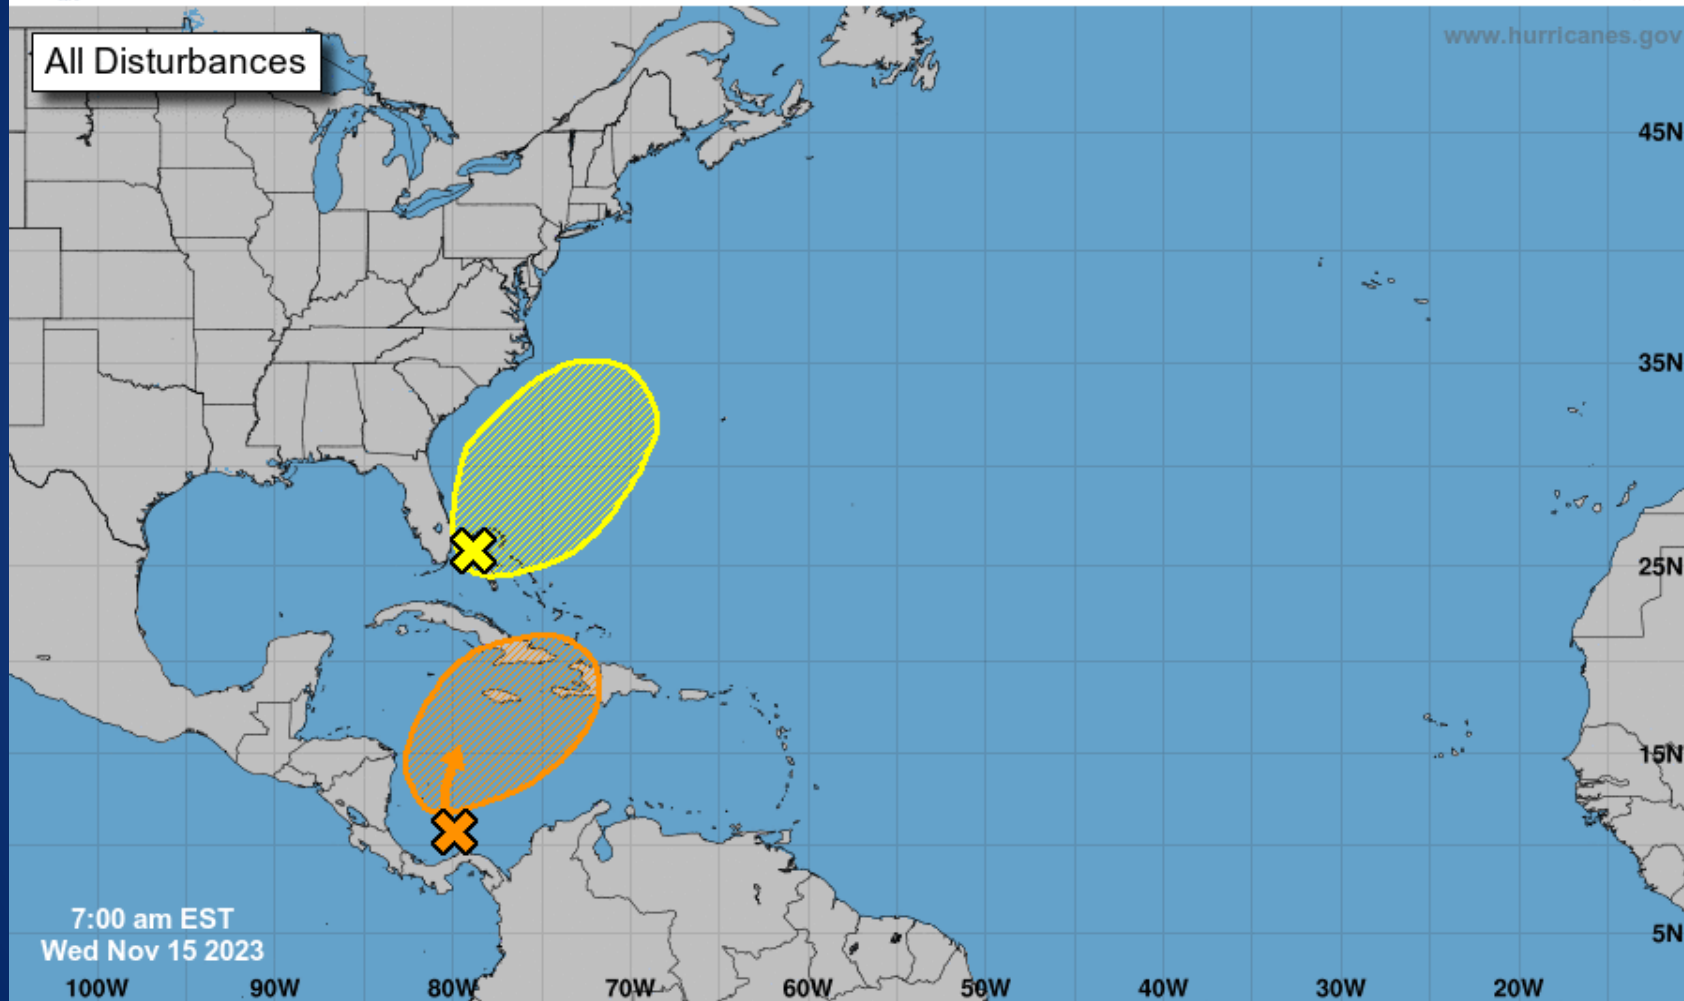 All Disturbances
www.hurricanes.gov
45N
35N
25N
15N
5N
7:00 am EST
Wed Nov 15 2023
100W 90W 80W 70W 60W 50W 40W 30W 20W